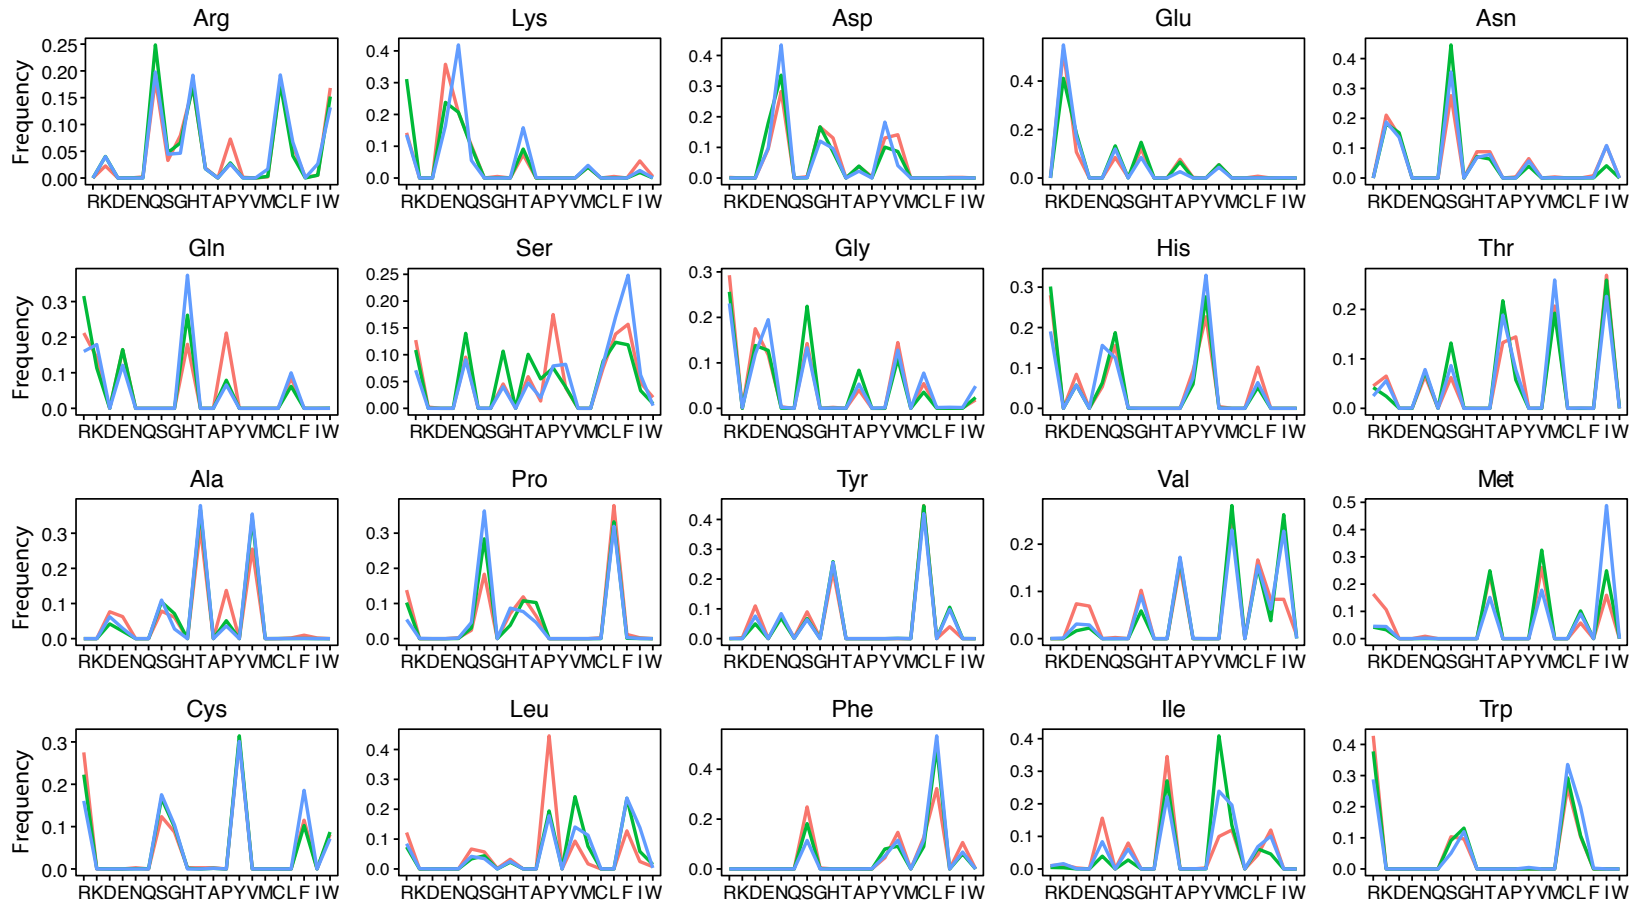 Arg Lys Asp Glu Asn
Frequency
0.25 0.20 0.15 0.10 0.05 0.00
0.4 0.3 0.2 0.1 0.0
0.4 0.3 0.2 0.1 0.0
0.4 0.2 0.0
0.4 0.3 0.2 0.1 0.0
RKDENQSGHTAPYVMCLFIW RKDENQSGHTAPYVMCLFIW RKDENQSGHTAPYVMCLFIW RKDENQSGHTAPYVMCLFIW RKDENQSGHTAPYVMCLFIW
Gln Ser Gly His Thr
Frequency
0.3 0.2 0.1 0.0
0.25 0.20 0.15 0.10 0.05 0.00
0.3 0.2 0.1 0.0
0.3 0.2 0.1 0.0
0.2 0.1 0.0
RKDENQSGHTAPYVMCLFIW RKDENQSGHTAPYVMCLFIW RKDENQSGHTAPYVMCLFIW RKDENQSGHTAPYVMCLFIW RKDENQSGHTAPYVMCLFIW
Ala Pro Tyr Val Met
Frequency
0.3 0.2 0.1 0.0
0.3 0.2 0.1 0.0
0.4 0.3 0.2 0.1 0.0
0.2 0.1 0.0
0.5 0.4 0.3 0.2 0.1 0.0
RKDENQSGHTAPYVMCLFIW RKDENQSGHTAPYVMCLFIW RKDENQSGHTAPYVMCLFIW RKDENQSGHTAPYVMCLFIW RKDENQSGHTAPYVMCLFIW
Cys Leu Phe Ile Trp
Frequency
0.3 0.2 0.1 0.0
0.4 0.3 0.2 0.1 0.0
0.4 0.2 0.0
0.4 0.3 0.2 0.1 0.0
0.4 0.3 0.2 0.1 0.0
RKDENQSGHTAPYVMCLFIW RKDENQSGHTAPYVMCLFIW RKDENQSGHTAPYVMCLFIW RKDENQSGHTAPYVMCLFIW RKDENQSGHTAPYVMCLFIW